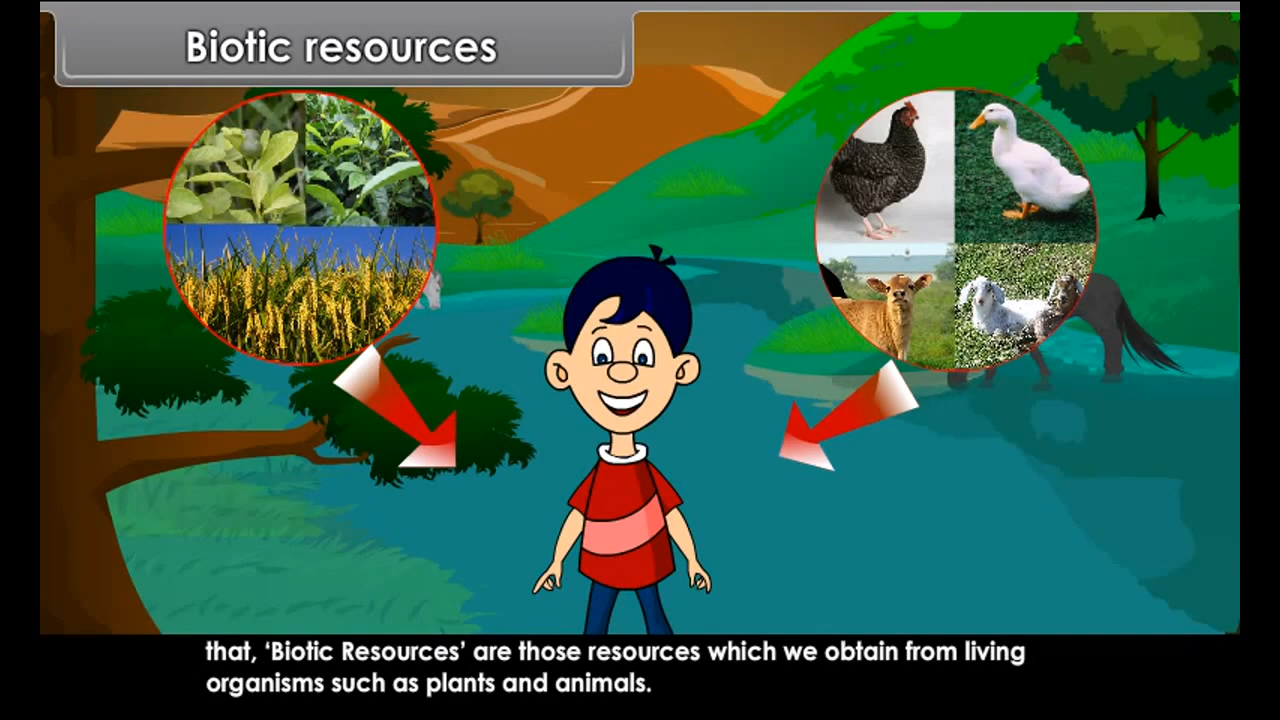 Biotic resources
that, ‘Biotic Resources’ are those resources which we obtain from living
organisms such as plants and animals.